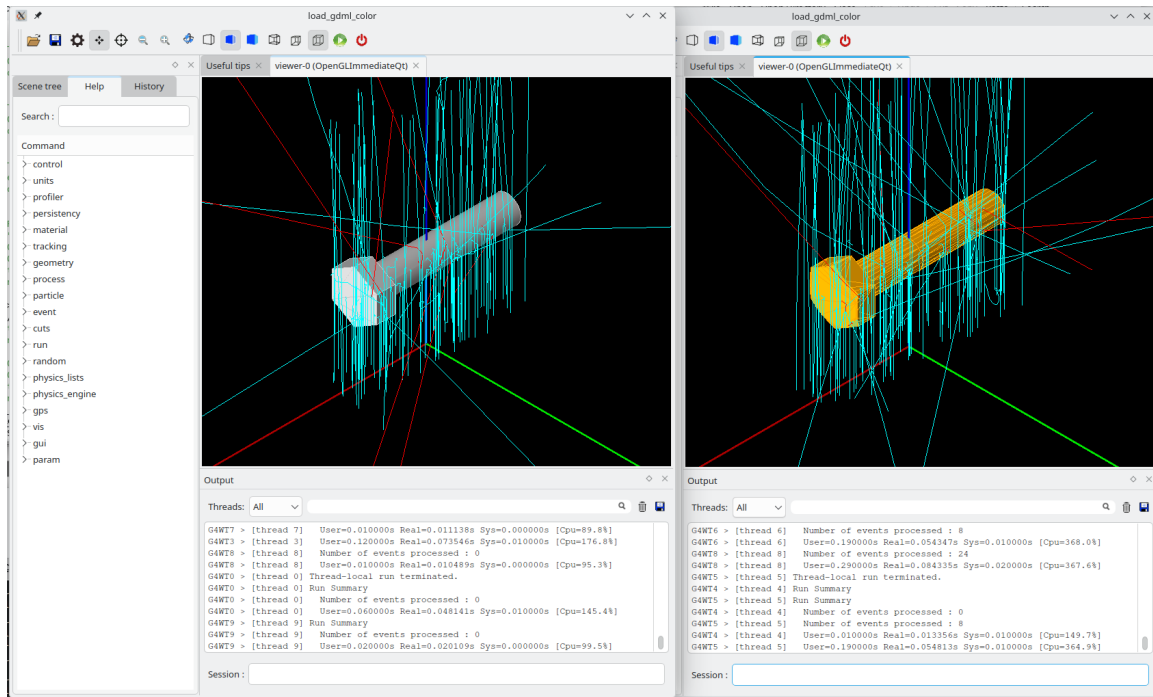 load_gdml_color
Scene tree Help History
Search :
Command
control
units
profiler
persistency
material
tracking
geometry
process
particle
event
cuts
run
random
physics_lists
physics_engine
gps
vis
gui
param
Useful tips viewer-0 (OpenGLImmediateQt)
Output
Threads: All
G4WT7 > [thread 7] User=0.010000s Real=0.011138s Sys=0.000000s [Cpu=89.8%]
G4WT3 > [thread 3] User=0.120000s Real=0.073546s Sys=0.010000s [Cpu=176.8%]
G4WT8 > [thread 8] Number of events processed : 0
G4WT8 > [thread 8] User=0.010000s Real=0.010489s Sys=0.000000s [Cpu=95.3%]
G4WT0 > [thread 0] Thread-local run terminated.
G4WT0 > [thread 0] Run Summary
G4WT0 > [thread 0] Number of events processed : 0
G4WT0 > [thread 0] User=0.060000s Real=0.048141s Sys=0.010000s [Cpu=145.4%]
G4WT9 > [thread 9] Run Summary
G4WT9 > [thread 9] Number of events processed : 0
G4WT9 > [thread 9] User=0.020000s Real=0.020109s Sys=0.000000s [Cpu=99.5%]
Session :
load_gdml_color
Useful tips viewer-0 (OpenGLImmediateQt)
Output
Threads: All
G4WT6 > [thread 6] Number of events processed : 8
G4WT6 > [thread 6] User=0.190000s Real=0.054347s Sys=0.010000s [Cpu=368.0%]
G4WT8 > [thread 8] Number of events processed : 24
G4WT8 > [thread 8] User=0.290000s Real=0.084335s Sys=0.020000s [Cpu=367.6%]
G4WT5 > [thread 5] Thread-local run terminated.
G4WT4 > [thread 4] Run Summary
G4WT5 > [thread 5] Run Summary
G4WT4 > [thread 4] Number of events processed : 0
G4WT5 > [thread 5] Number of events processed : 8
G4WT4 > [thread 4] User=0.010000s Real=0.013356s Sys=0.010000s [Cpu=149.7%]
G4WT5 > [thread 5] User=0.190000s Real=0.054813s Sys=0.010000s [Cpu=364.9%]
Session :